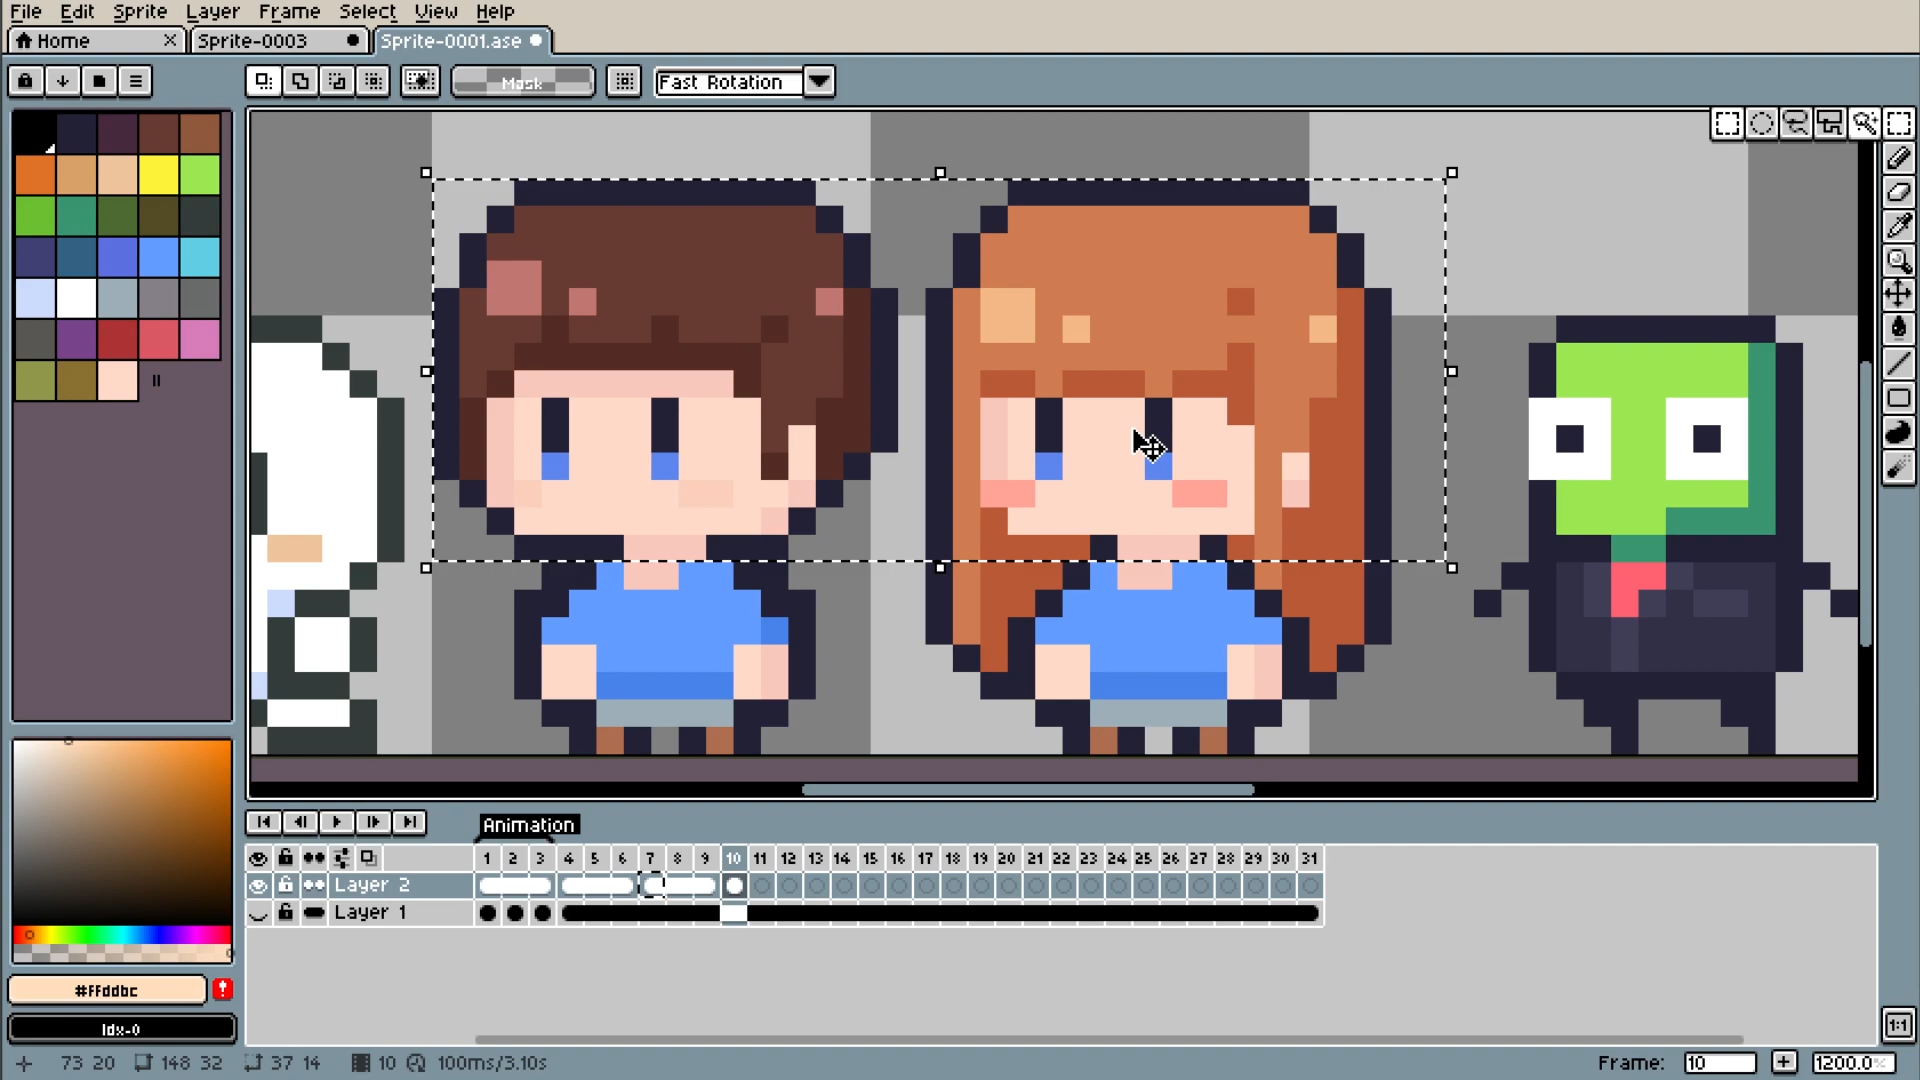 File Edit Sprite Layer Frame Select View Help
Home Sprite-0003 Sprite-0001.ase
Mask Fast Rotation
Animation
1 2 3 4 5 6 7 8 9 10 11 12 13 14 15 16 17 18 19 20 21 22 23 24 25 26 27 28 29 30 31
Layer 2
Layer 1
#ffddbc
Idx-0
1:1
73 20 148 32 37 14 10 100ms/3.10s Frame: 10 1200.0